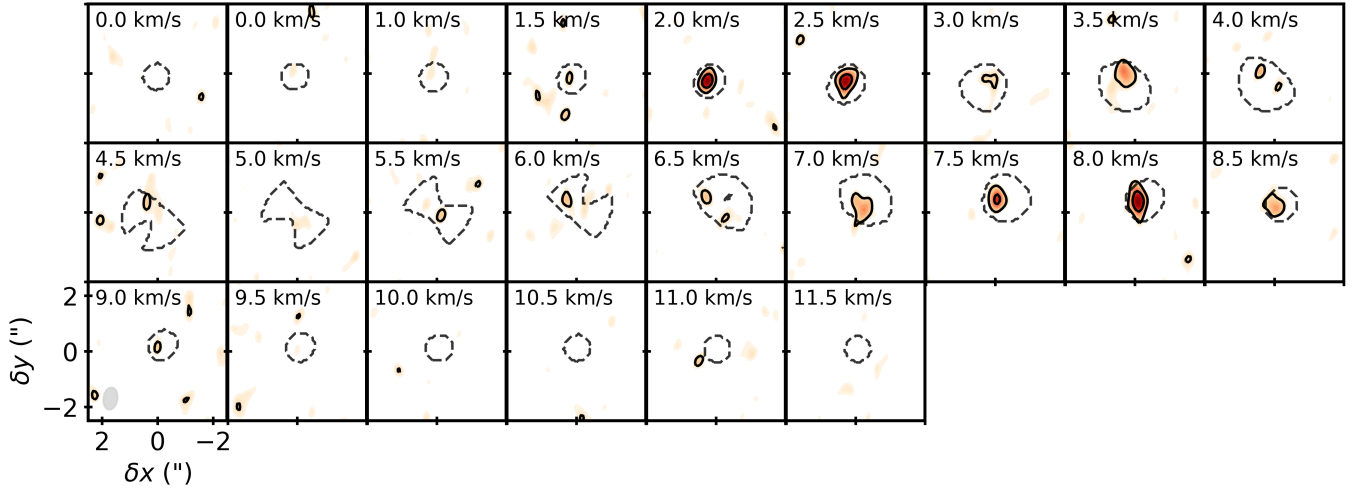 0.0 km/s 0.0 km/s 1.0 km/s 1.5 km/s 2.0 km/s 2.5 km/s 3.0 km/s 3.5 km/s 4.0 km/s
4.5 km/s 5.0 km/s 5.5 km/s 6.0 km/s 6.5 km/s 7.0 km/s 7.5 km/s 8.0 km/s 8.5 km/s
9.0 km/s 9.5 km/s 10.0 km/s 10.5 km/s 11.0 km/s 11.5 km/s
2
0
−2
δy (")
2 0 −2
δx (")